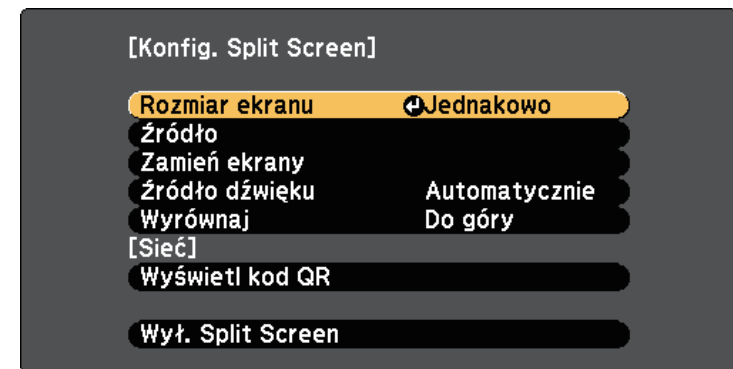 [Konfig. Split Screen]
Rozmiar ekranu Jednakowo
Źródło
Zamień ekrany
Źródło dźwięku Automatycznie
Wyrównaj Do góry
[Sieć]
Wyświetl kod QR
Wył. Split Screen